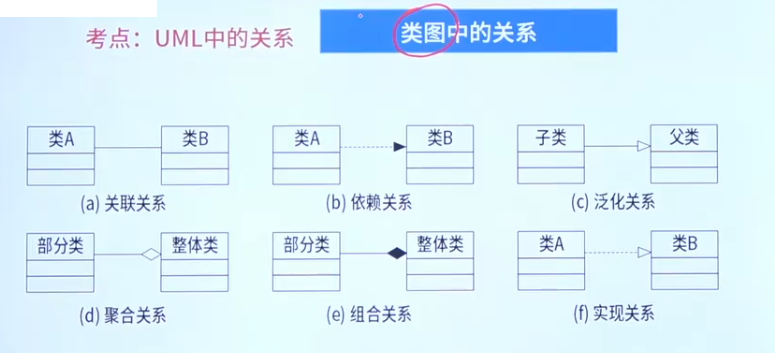 考点：UML中的关系
类图中的关系
类A
类B
类A
类B
子类
父类
(a) 关联关系
(b) 依赖关系
(c) 泛化关系
部分类
整体类
部分类
整体类
类A
类B
(d) 聚合关系
(e) 组合关系
(f) 实现关系